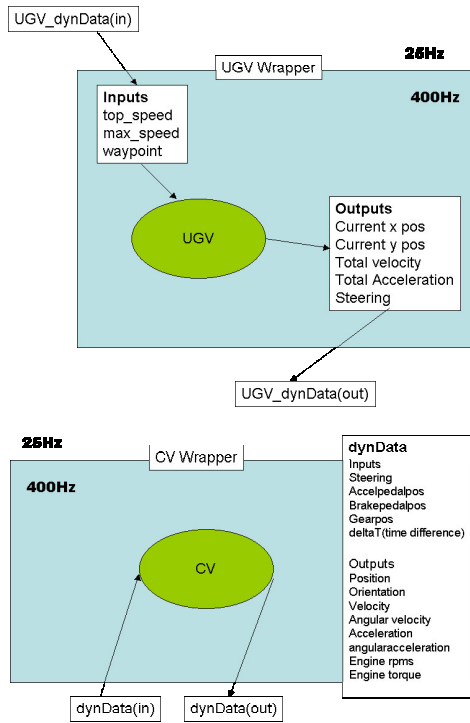 UGV_dynData(in)
25Hz
UGV Wrapper
400Hz
Inputs
top_speed
max_speed
waypoint
UGV
Outputs
Current x pos
Current y pos
Total velocity
Total Acceleration
Steering
UGV_dynData(out)
25Hz
CV Wrapper
400Hz
CV
dynData(in)
dynData(out)
dynData
Inputs
Steering
Accelpedalpos
Brakepedalpos
Gearpos
deltaT(time difference)
Outputs
Position
Orientation
Velocity
Angular velocity
Acceleration
angularacceleration
Engine rpms
Engine torque